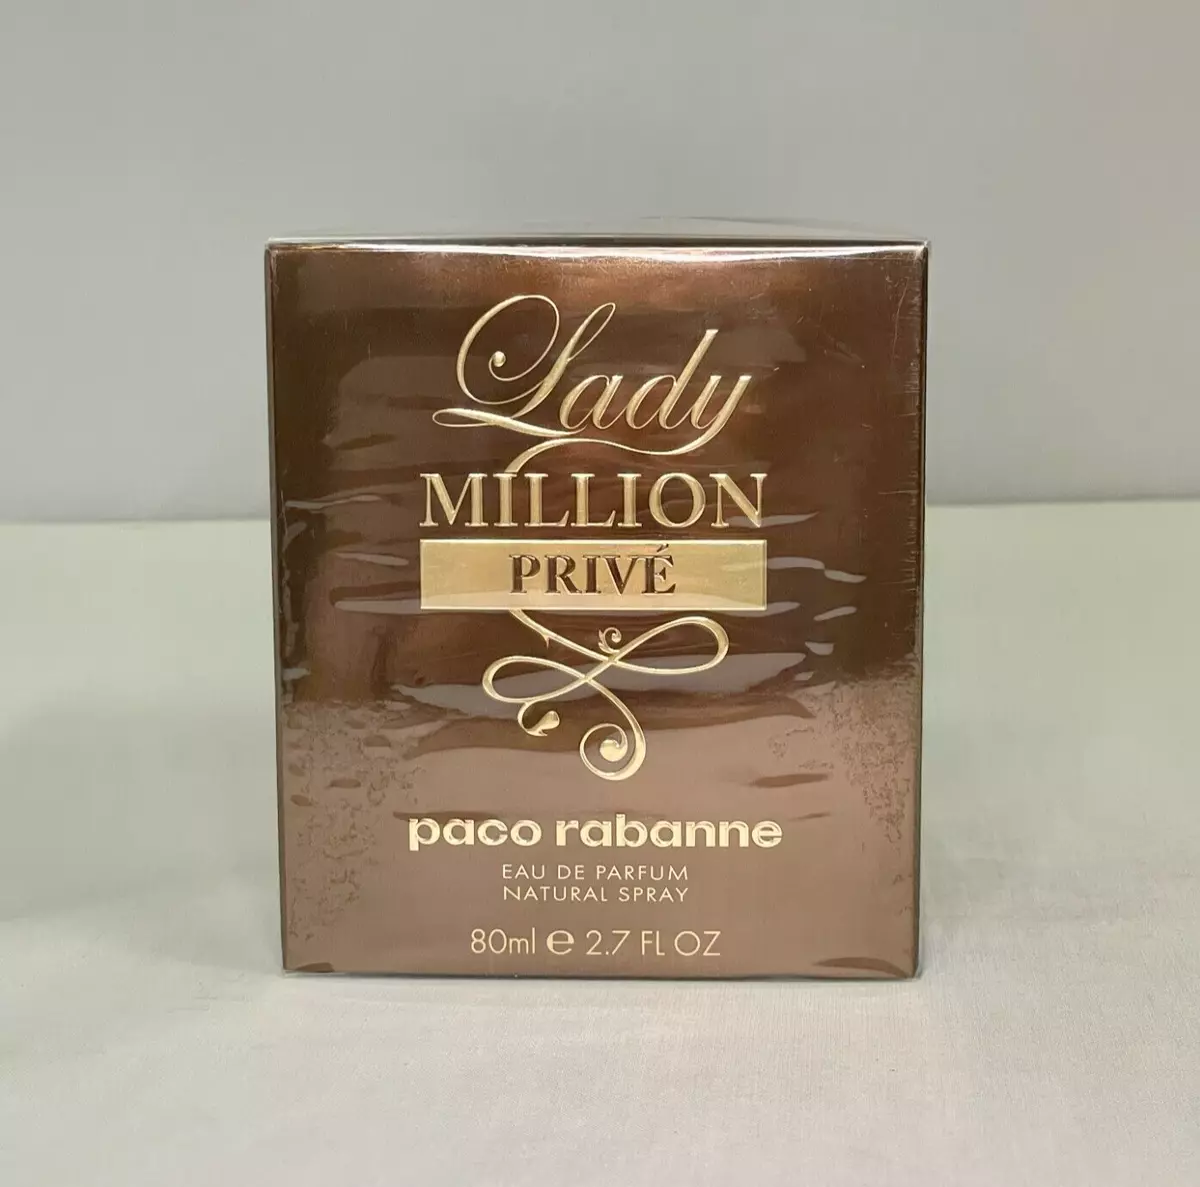 Lady
MILLION
PRIVÉ
paco rabanne
EAU DE PARFUM
NATURAL SPRAY
80ml ℮ 2.7 FL OZ